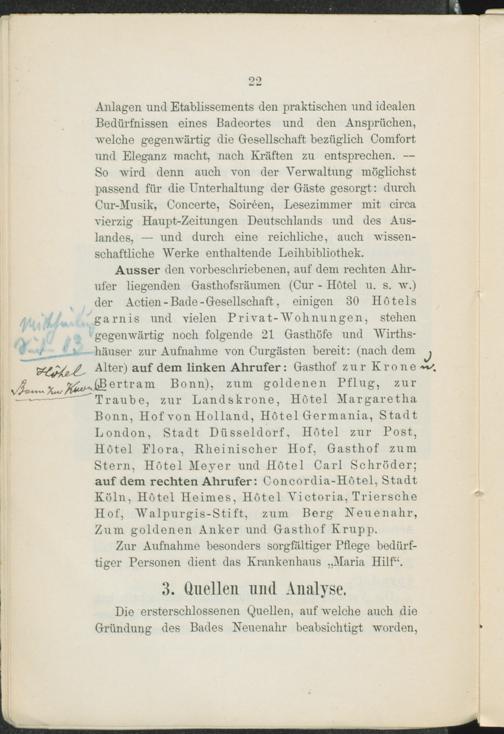 22
Anlagen und Etablissements den praktischen und idealen
Bedürfnissen eines Badeortes und den Ansprüchen,
welche gegenwärtig die Gesellschaft bezüglich Comfort
und Eleganz macht, nach Kräften zu entsprechen. —
So wird denn auch von der Verwaltung möglichst
passend für die Unterhaltung der Gäste gesorgt: durch
Cur-Musik, Concerte, Soiréen, Lesezimmer mit circa
vierzig Haupt-Zeitungen Deutschlands und des Aus-
landes, — und durch eine reichliche, auch wissen-
schaftliche Werke enthaltende Leihbibliothek.
Ausser den vorbeschriebenen, auf dem rechten Ahr-
ufer liegenden Gasthofsräumen (Cur - Hôtel u. s. w.)
der Actien-Bade-Gesellschaft, einigen 30 Hôtels
garnis und vielen Privat-Wohnungen, stehen
gegenwärtig noch folgende 21 Gasthöfe und Wirths-
häuser zur Aufnahme von Curgästen bereit: (nach dem
Alter) auf dem linken Ahrufer: Gasthof zur Krone
Hôtel
(Bertram Bonn), zum goldenen Pflug, zur
Traube, zur Landskrone, Hôtel Margaretha
Bonn, Hof von Holland, Hôtel Germania, Stadt
London, Stadt Düsseldorf, Hôtel zur Post,
Hôtel Flora, Rheinischer Hof, Gasthof zum
Stern, Hôtel Meyer und Hôtel Carl Schröder;
auf dem rechten Ahrufer: Concordia-Hôtel, Stadt
Köln, Hôtel Heimes, Hôtel Victoria, Triersche
Hof, Walpurgis-Stift, zum Berg Neuenahr,
Zum goldenen Anker und Gasthof Krupp.
Zur Aufnahme besonders sorgfältiger Pflege bedürf-
tiger Personen dient das Krankenhaus „Maria Hilf“.
3. Quellen und Analyse.
Die ersterschlossenen Quellen, auf welche auch die
Gründung des Bades Neuenahr beabsichtigt worden,